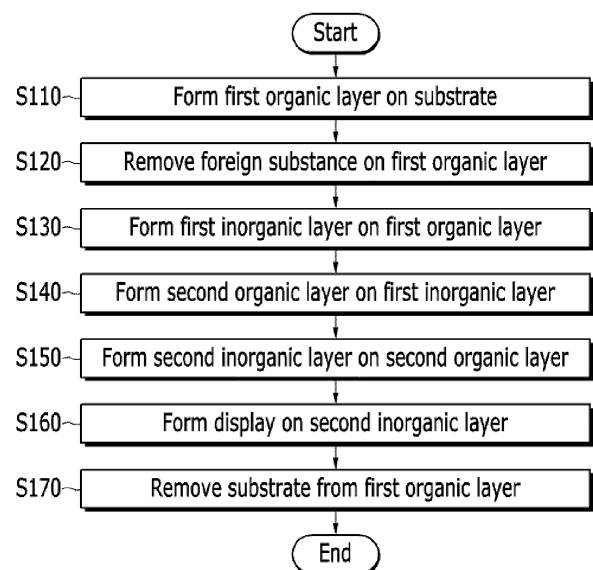 Start
S110 Form first organic layer on substrate
S120 Remove foreign substance on first organic layer
S130 Form first inorganic layer on first organic layer
S140 Form second organic layer on first inorganic layer
S150 Form second inorganic layer on second organic layer
S160 Form display on second inorganic layer
S170 Remove substrate from first organic layer
End